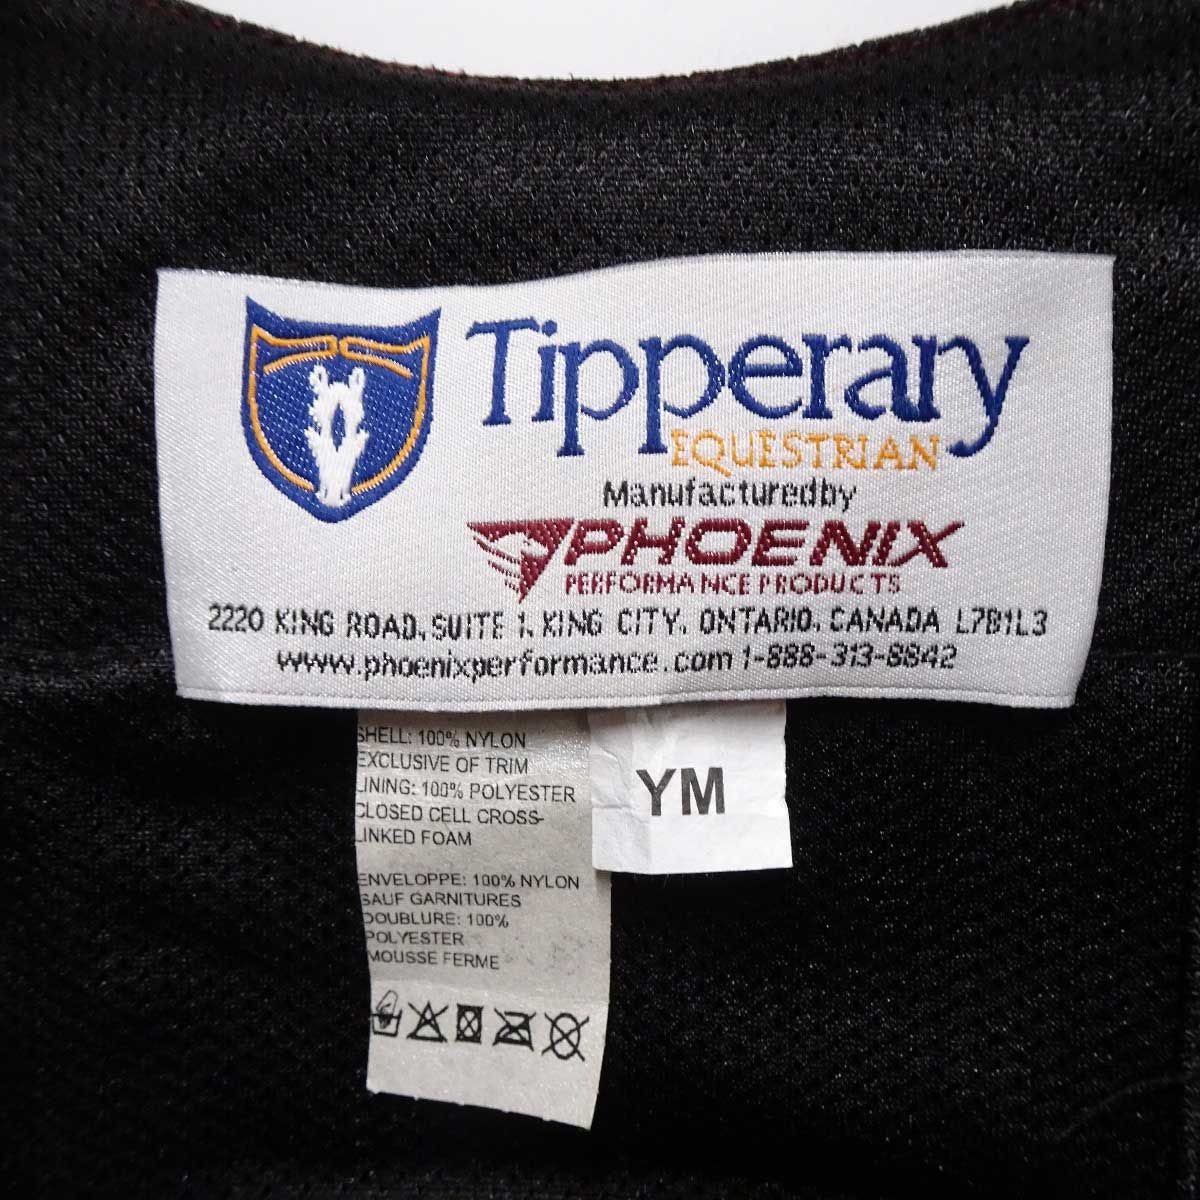 Tipperary
EQUESTRIAN
Manufactured by
PHOENIX
PERFORMANCE PRODUCTS
2220 KING ROAD, SUITE 1, KING CITY, ONTARIO, CANADA L7B1L3
www.phoenixperformance.com 1-888-313-8842
SHELL: 100% NYLON
EXCLUSIVE OF TRIM
LINING: 100% POLYESTER
CLOSED CELL CROSS-
LINKED FOAM
YM
ENVELOPPE: 100% NYLON
SAUF GARNITURES
DOUBLURE: 100%
POLYESTER
MOUSSE FERME